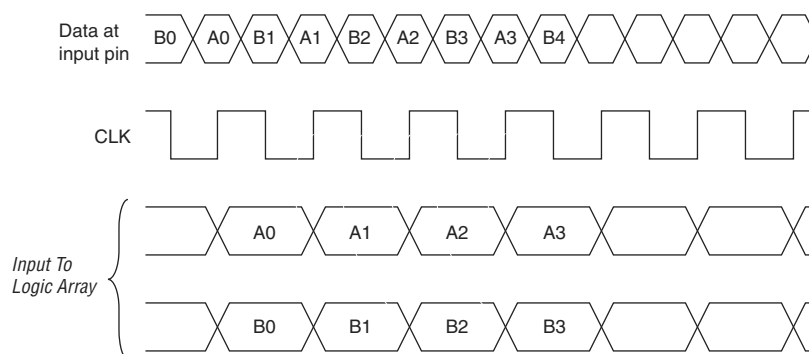 Data at
input pin
B0 A0 B1 A1 B2 A2 B3 A3 B4
CLK
Input To
Logic Array
A0 A1 A2 A3
B0 B1 B2 B3